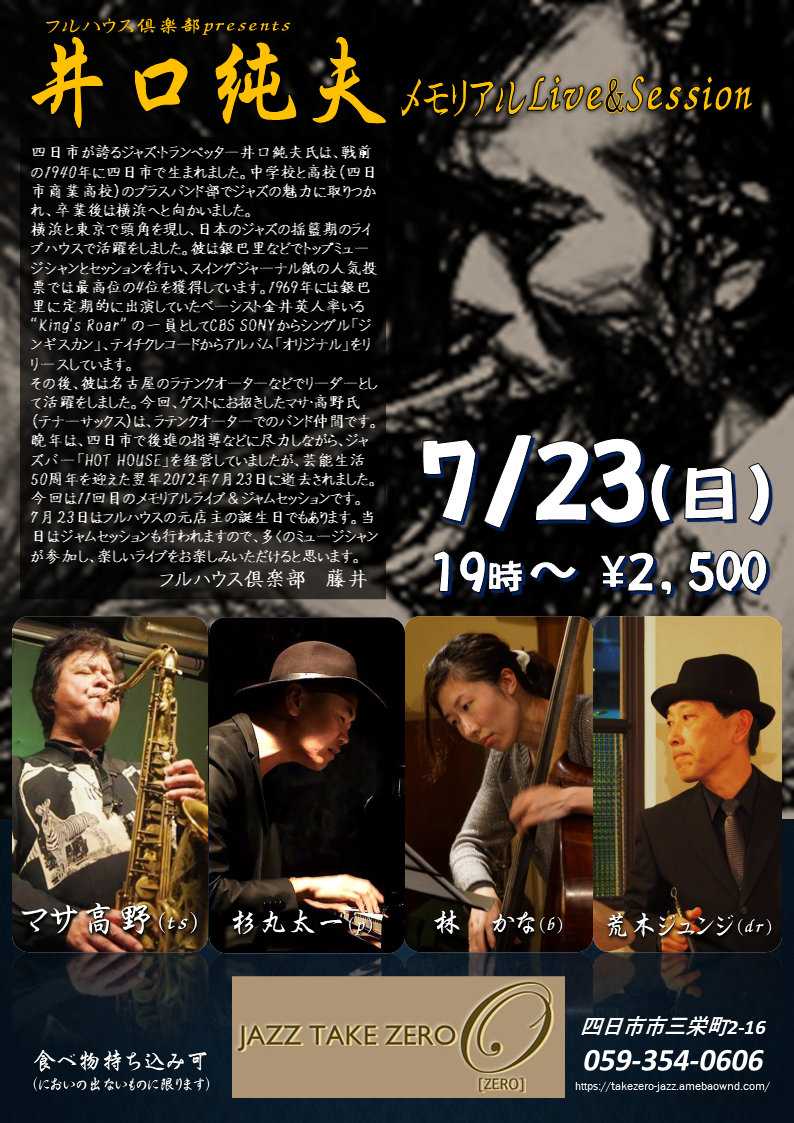 フルハウス倶楽部presents
井口純夫 メモリアルLive&Session
四日市が誇るジャズ・トランペッター井口純夫氏は、戦前
の1940年に四日市で生まれました。中学校と高校(四日
市商業高校)のブラスバンド部でジャズの魅力に取りつか
れ、卒業後は横浜へと向かいました。
横浜と東京で頭角を現し、日本のジャズの揺籃期のライ
ブハウスで活躍をしました。彼は銀巴里などでトップミュー
ジシャンとセッションを行い、スイングジャーナル紙の人気投
票では最高位の4位を獲得しています。1969年には銀巴
里に定期的に出演していたベーシスト金井英人率いる
“King's Roar” の一員としてCBS SONYからシングル「ジ
ンギスカン」、テイチクレコードからアルバム「オリジナル」をリ
リースしています。
その後、彼は名古屋のラテンクオーターなどでリーダーとし
て活躍をしました。今回、ゲストにお招きしたマサ・高野氏
(テナーサックス)は、ラテンクオーターでのバンド仲間です。
晩年は、四日市で後進の指導などに尽力しながら、ジャ
ズバー「HOT HOUSE」を経営していましたが、芸能生活
50周年を迎えた翌年2012年7月23日に逝去されました。
今回は11回目のメモリアルライブ&ジャムセッションです。
7月23日はフルハウスの元店主の誕生日でもあります。当
日はジャムセッションも行われますので、多くのミュージシャン
が参加し、楽しいライブをお楽しみいただけると思います。
フルハウス倶楽部 藤井
7/23(日)
19時～ ¥2,500
マサ高野(ts)
杉丸太一(p)
林 かな(b)
荒木ジュンジ(dr)
食べ物持ち込み可
(においの出ないものに限ります)
JAZZ TAKE ZERO
[ZERO]
四日市市三栄町2-16
059-354-0606
https://takezero-jazz.amebaownd.com/